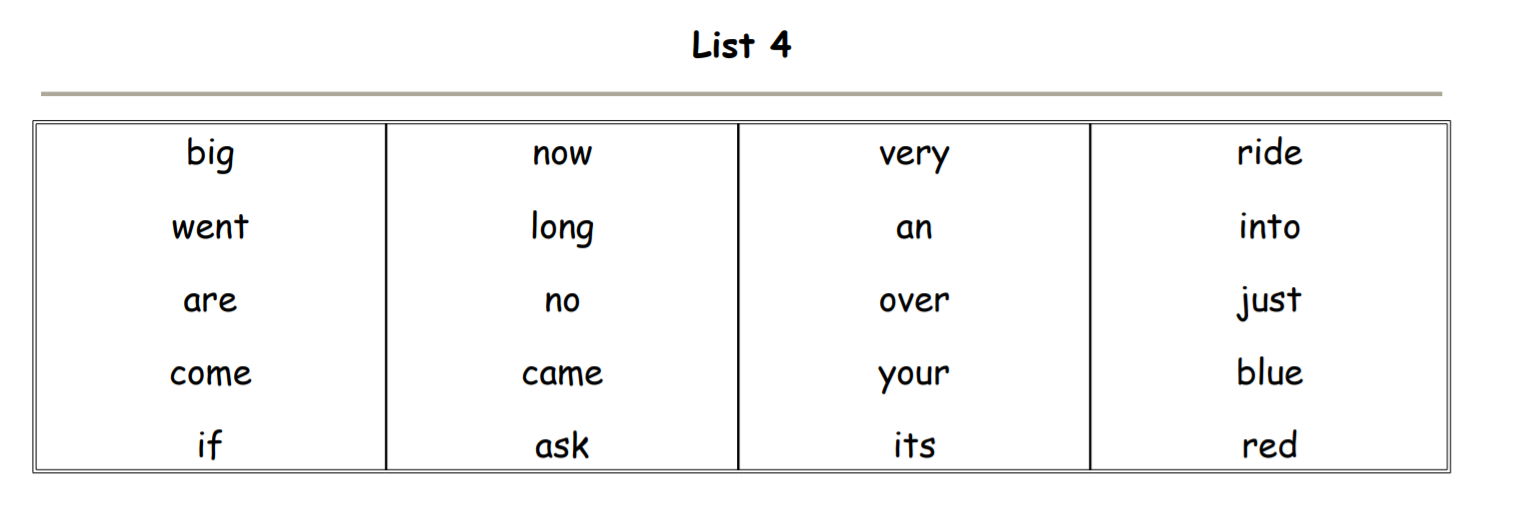 List 4
big now very ride
went long an into
are no over just
come came your blue
if ask its red